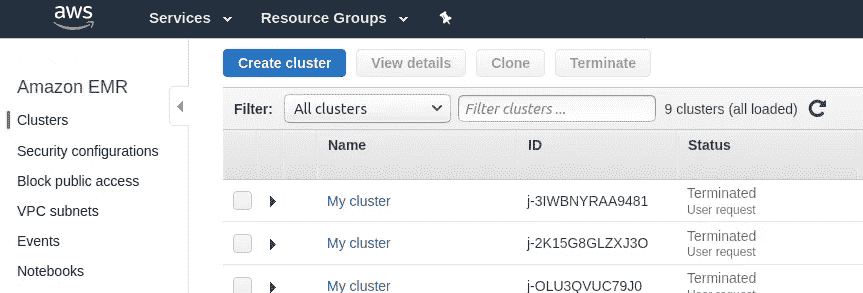 aws Services Resource Groups
Amazon EMR
Clusters
Security configurations
Block public access
VPC subnets
Events
Notebooks
Create cluster View details Clone Terminate
Filter: All clusters Filter clusters ... 9 clusters (all loaded)
Name ID Status
My cluster j-3IWBNYRAA9481 Terminated
User request
My cluster j-2K15G8GLZXJ3O Terminated
User request
My cluster j-OLU3QVUC79J0 Terminated
User request